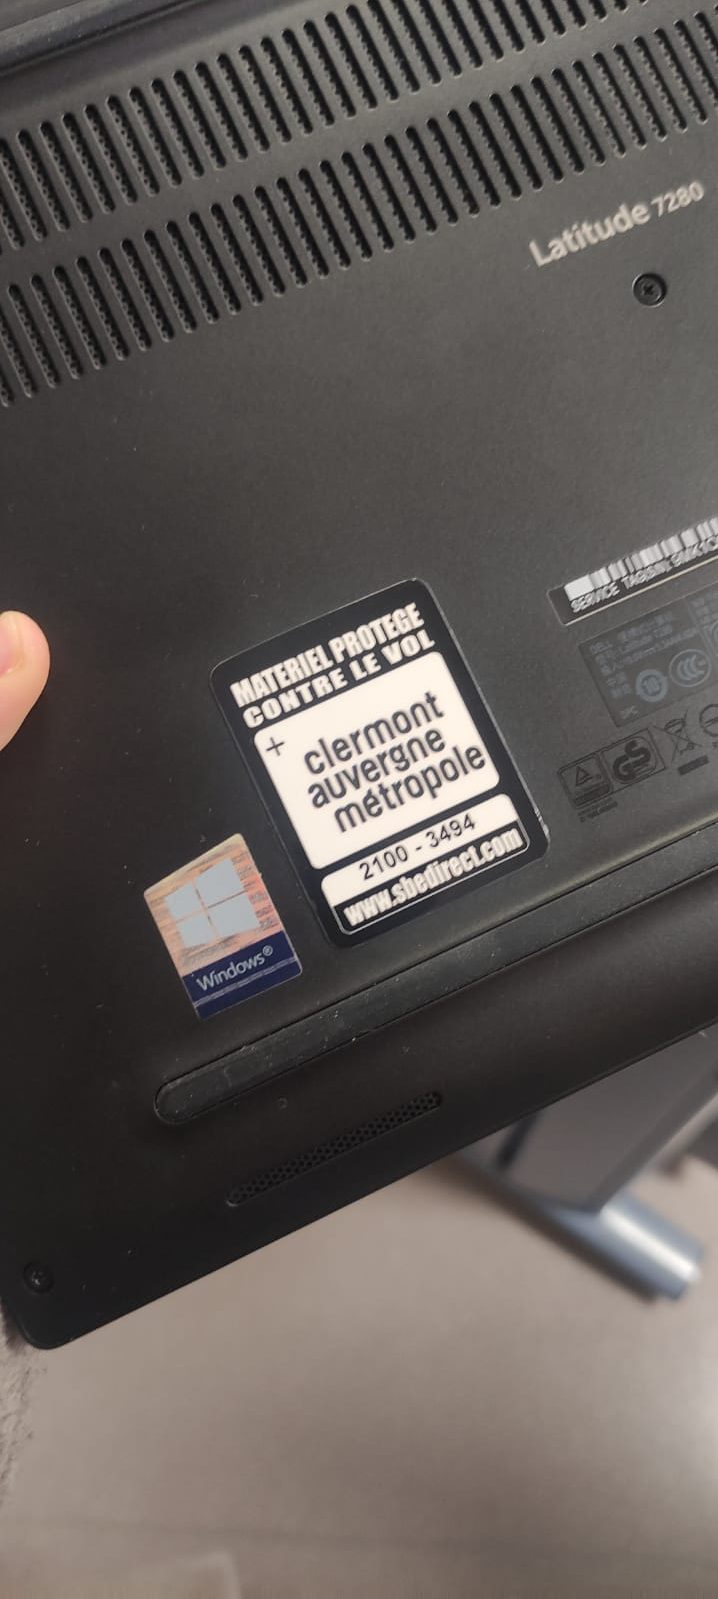 Latitude 7280
SERVICE TAG
MATERIEL PROTEGE
CONTRE LE VOL
+ clermont
auvergne
métropole
2100 - 3494
www.sbedirect.com
Windows®